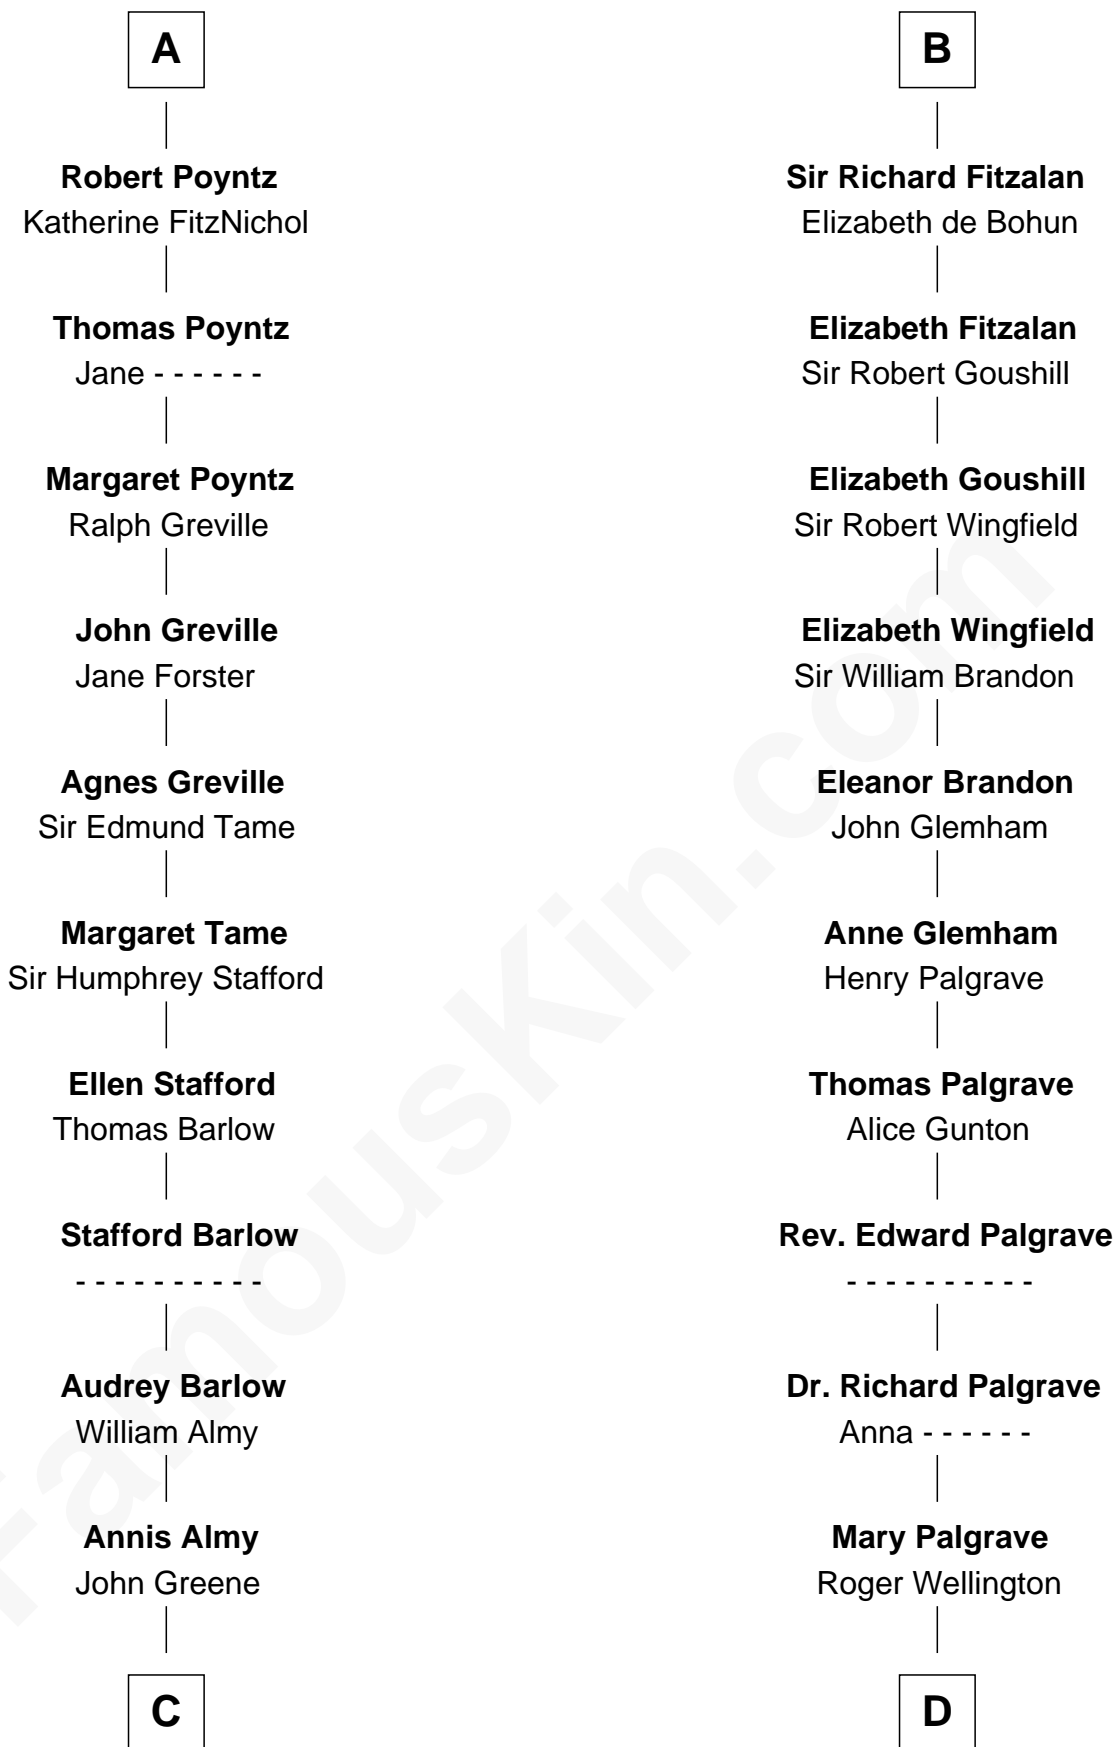 A
Robert Poyntz
Katherine FitzNichol
Thomas Poyntz
Jane - - - - - -
Margaret Poyntz
Ralph Greville
John Greville
Jane Forster
Agnes Greville
Sir Edmund Tame
Margaret Tame
Sir Humphrey Stafford
Ellen Stafford
Thomas Barlow
Stafford Barlow
- - - - - - - - - -
Audrey Barlow
William Almy
Annis Almy
John Greene
C
B
Sir Richard Fitzalan
Elizabeth de Bohun
Elizabeth Fitzalan
Sir Robert Goushill
Elizabeth Goushill
Sir Robert Wingfield
Elizabeth Wingfield
Sir William Brandon
Eleanor Brandon
John Glemham
Anne Glemham
Henry Palgrave
Thomas Palgrave
Alice Gunton
Rev. Edward Palgrave
- - - - - - - - - -
Dr. Richard Palgrave
Anna - - - - - -
Mary Palgrave
Roger Wellington
D
FamousKin.com